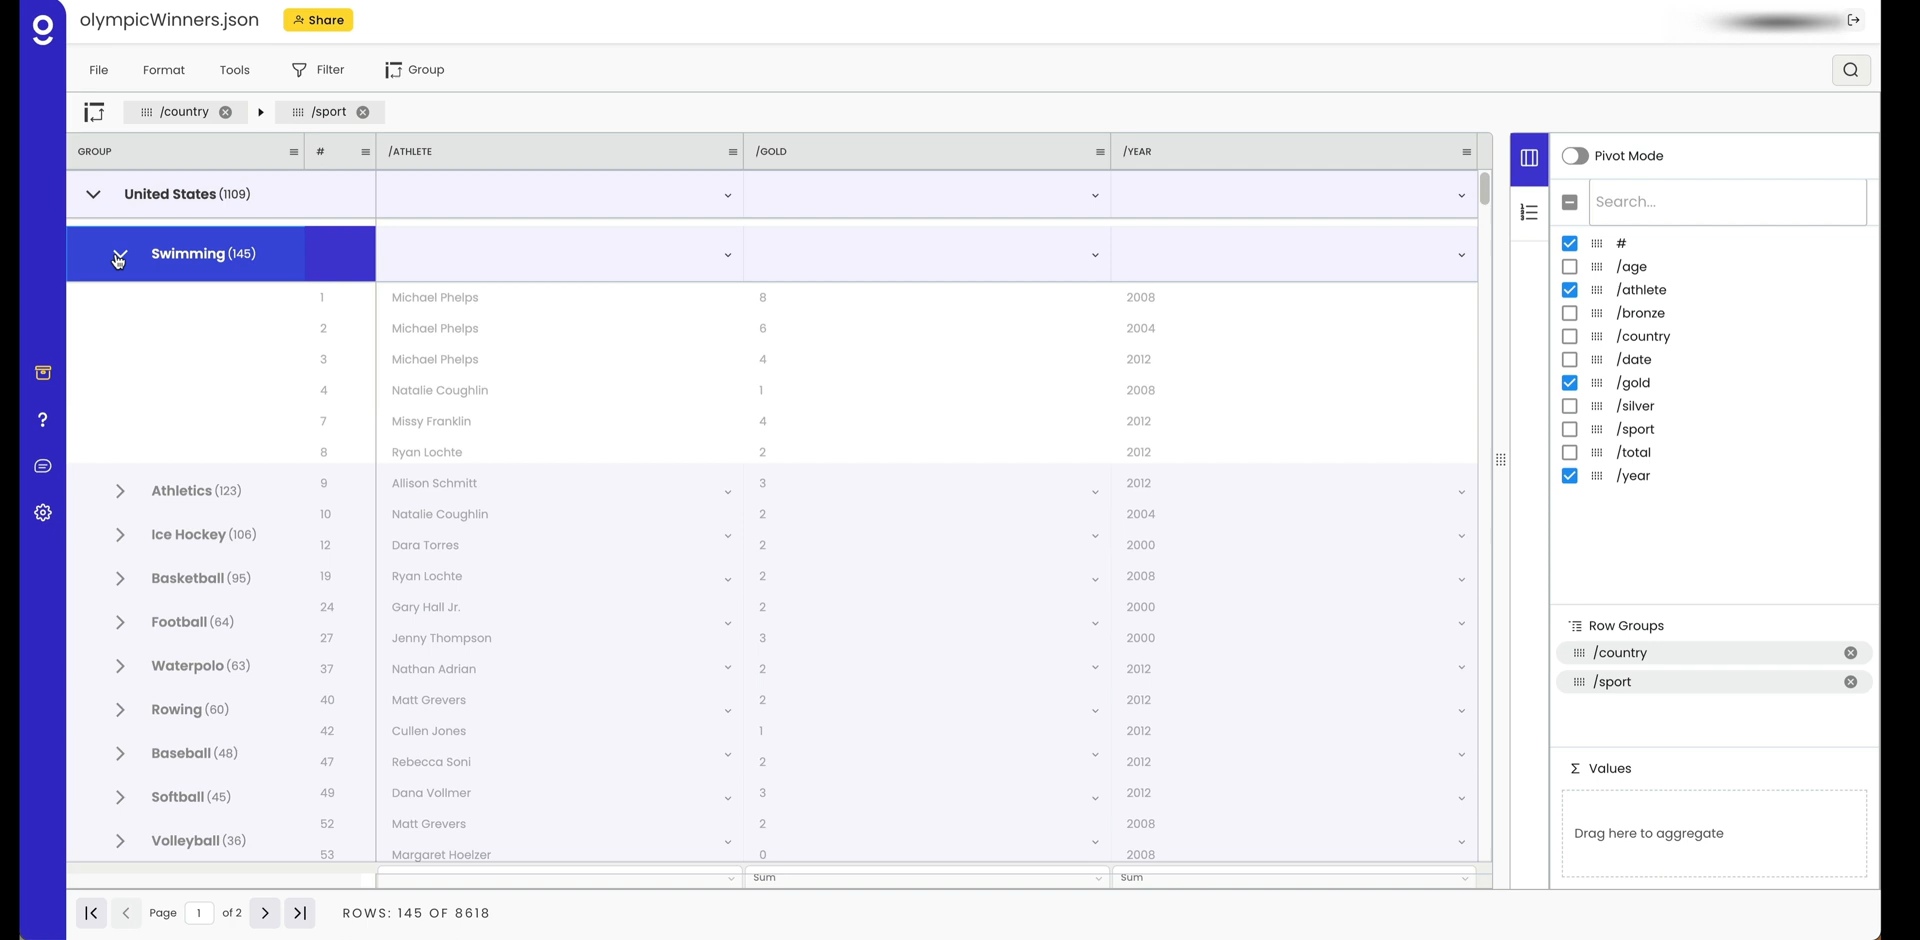 olympicWinners.json Share
File Format Tools Filter Group
/country /sport
GROUP # /ATHLETE /GOLD /YEAR
United States (1109)
Swimming (145)
1 Michael Phelps 8 2008
2 Michael Phelps 6 2004
3 Michael Phelps 4 2012
4 Natalie Coughlin 1 2008
7 Missy Franklin 4 2012
8 Ryan Lochte 2 2012
9 Allison Schmitt 3 2012
Athletics (123)
10 Natalie Coughlin 2 2004
Ice Hockey (106)
12 Dara Torres 2 2000
Basketball (95)
19 Ryan Lochte 2 2008
24 Gary Hall Jr. 2 2000
Football (64)
27 Jenny Thompson 3 2000
Waterpolo (63)
37 Nathan Adrian 2 2012
40 Matt Grevers 2 2012
Rowing (60)
42 Cullen Jones 1 2012
Baseball (48)
47 Rebecca Soni 2 2012
49 Dana Vollmer 3 2012
Softball (45)
52 Matt Grevers 2 2008
Volleyball (36)
53 Margaret Hoelzer 0 2008
Sum Sum
Page 1 of 2 ROWS: 145 OF 8618
Pivot Mode
Search...
#
/age
/athlete
/bronze
/country
/date
/gold
/silver
/sport
/total
/year
Row Groups
/country
/sport
Σ Values
Drag here to aggregate